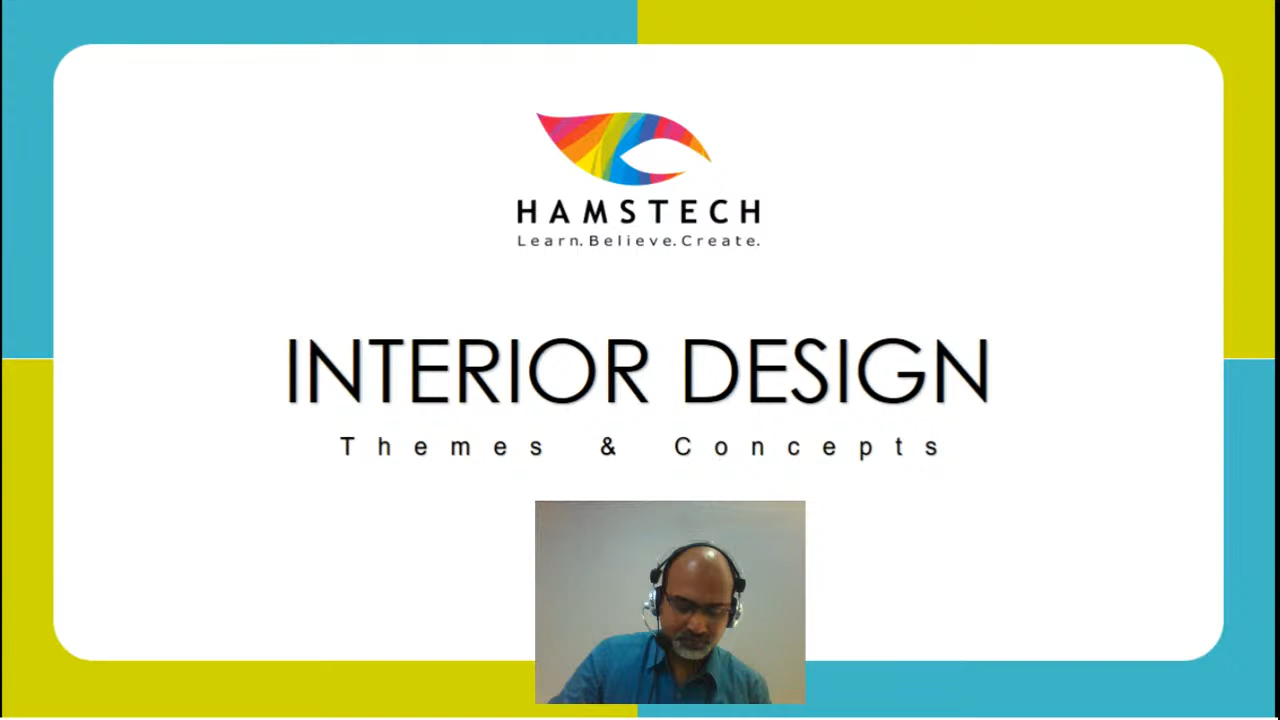 HAMSTECH
Learn.Believe.Create.
INTERIOR DESIGN
Themes & Concepts